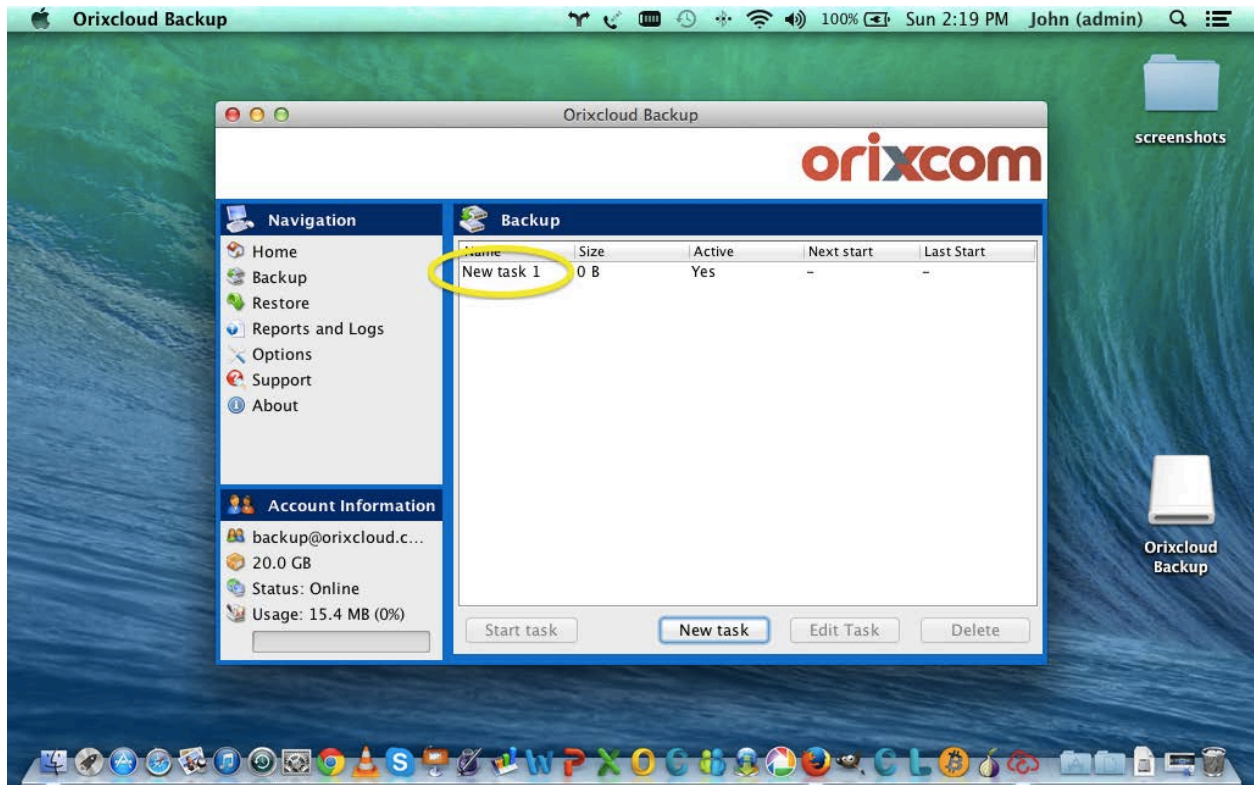 Orixcloud Backup
100%
Sun 2:19 PM
John (admin)
screenshots
Orixcloud Backup
orixcom
Navigation
Home
Backup
Restore
Reports and Logs
Options
Support
About
Account Information
backup@orixcloud.c...
20.0 GB
Status: Online
Usage: 15.4 MB (0%)
Backup
Name Size Active Next start Last Start
New task 1 0 B Yes - -
Start task New task Edit Task Delete
Orixcloud
Backup